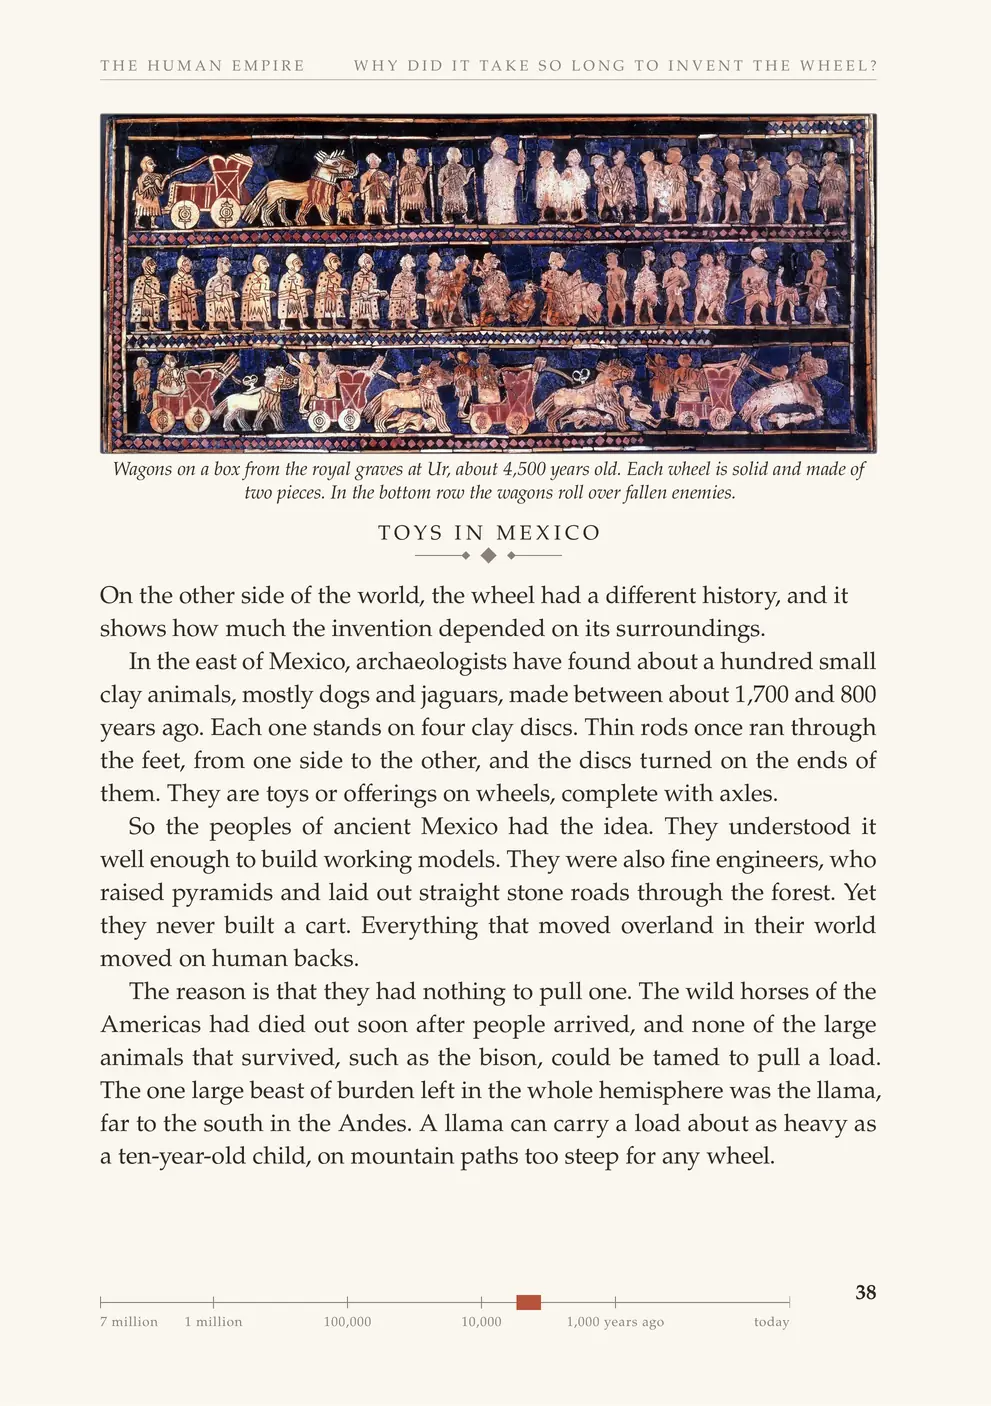 THE HUMAN EMPIRE WHY DID IT TAKE SO LONG TO INVENT THE WHEEL?
Wagons on a box from the royal graves at Ur, about 4,500 years old. Each wheel is solid and made of
two pieces. In the bottom row the wagons roll over fallen enemies.
TOYS IN MEXICO
On the other side of the world, the wheel had a different history, and it
shows how much the invention depended on its surroundings.
In the east of Mexico, archaeologists have found about a hundred small
clay animals, mostly dogs and jaguars, made between about 1,700 and 800
years ago. Each one stands on four clay discs. Thin rods once ran through
the feet, from one side to the other, and the discs turned on the ends of
them. They are toys or offerings on wheels, complete with axles.
So the peoples of ancient Mexico had the idea. They understood it
well enough to build working models. They were also fine engineers, who
raised pyramids and laid out straight stone roads through the forest. Yet
they never built a cart. Everything that moved overland in their world
moved on human backs.
The reason is that they had nothing to pull one. The wild horses of the
Americas had died out soon after people arrived, and none of the large
animals that survived, such as the bison, could be tamed to pull a load.
The one large beast of burden left in the whole hemisphere was the llama,
far to the south in the Andes. A llama can carry a load about as heavy as
a ten-year-old child, on mountain paths too steep for any wheel.
38
7 million 1 million 100,000 10,000 1,000 years ago today